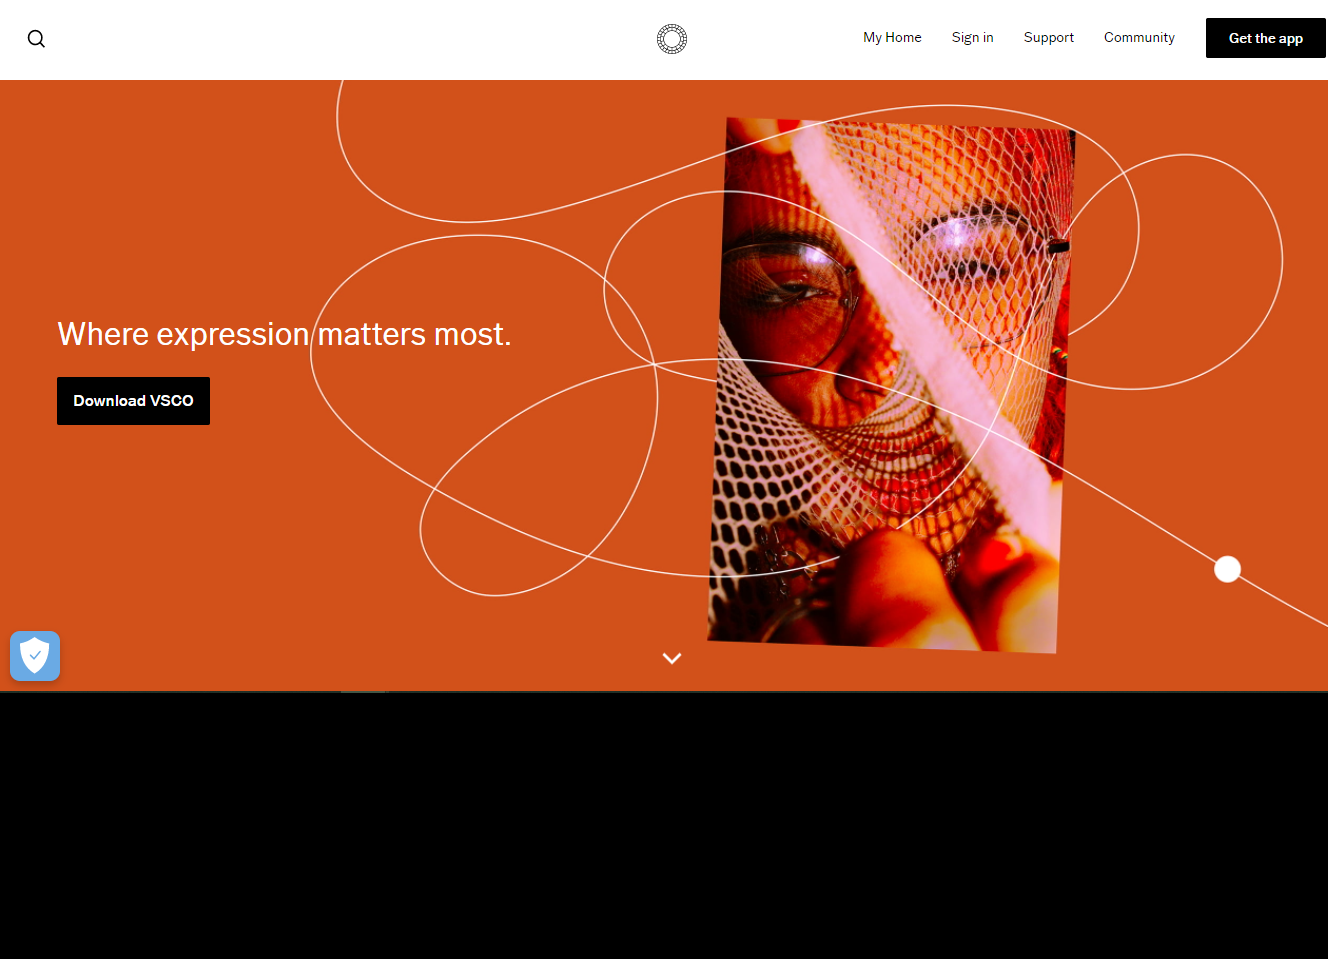 My Home
Sign in
Support
Community
Get the app
Where expression matters most.
Download VSCO